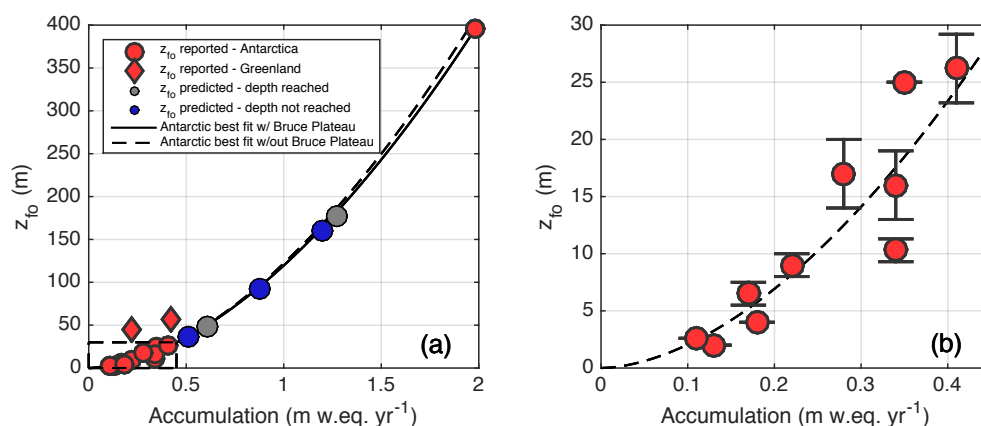 400
350
300
250
200
150
100
50
0
z_fo (m)
z_fo reported - Antarctica
z_fo reported - Greenland
z_fo predicted - depth reached
z_fo predicted - depth not reached
Antarctic best fit w/ Bruce Plateau
Antarctic best fit w/out Bruce Plateau
(a)
0 0.5 1 1.5 2
Accumulation (m w.eq. yr⁻¹)
30
25
20
15
10
5
0
z_fo (m)
(b)
0 0.1 0.2 0.3 0.4
Accumulation (m w.eq. yr⁻¹)